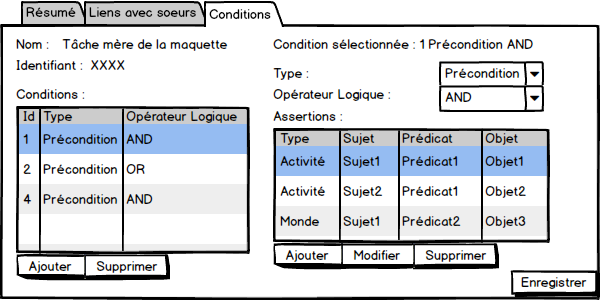 Résumé Liens avec soeurs Conditions
Nom : Tâche mère de la maquette
Identifiant : XXXX
Conditions :
Id Type Opérateur Logique
1 Précondition AND
2 Précondition OR
4 Précondition AND
Ajouter Supprimer
Condition sélectionnée : 1 Précondition AND
Type : Précondition
Opérateur Logique : AND
Assertions :
Type Sujet Prédicat Objet
Activité Sujet1 Prédicat1 Objet1
Activité Sujet2 Prédicat1 Objet2
Monde Sujet1 Prédicat2 Objet3
Ajouter Modifier Supprimer
Enregistrer